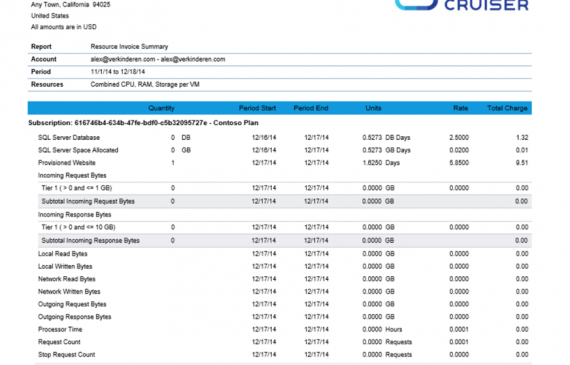 Any Town, California 94025
United States
All amounts are in USD
CRUISER
Report Resource Invoice Summary
Account alex@verkinderen.com - alex@verkinderen.com
Period 11/1/14 to 12/18/14
Resources Combined CPU, RAM, Storage per VM
Quantity Period Start Period End Units Rate Total Charge
Subscription: 616746b4-634b-47fe-bdf0-c5b32095727e - Contoso Plan
SQL Server Database 0 DB 12/16/14 12/17/14 0.5273 DB Days 2.5000 1.32
SQL Server Space Allocated 0 GB 12/16/14 12/17/14 0.5273 GB Days 0.0200 0.01
Provisioned Website 1 12/17/14 12/17/14 1.6250 Days 5.8500 9.51
Incoming Request Bytes
Tier 1 ( > 0 and <= 1 GB) 0 12/17/14 12/17/14 0.0000 GB 0.0000 0.00
Subtotal Incoming Request Bytes 0 12/17/14 12/17/14 0.0000 GB 0.00
Incoming Response Bytes
Tier 1 ( > 0 and <= 10 GB) 0 12/17/14 12/17/14 0.0000 GB 0.0000 0.00
Subtotal Incoming Response Bytes 0 12/17/14 12/17/14 0.0000 GB 0.00
Local Read Bytes 12/17/14 12/17/14 0.0000 GB 0.0000 0.00
Local Written Bytes 12/17/14 12/17/14 0.0000 GB 0.0000 0.00
Network Read Bytes 12/17/14 12/17/14 0.0000 GB 0.0000 0.00
Network Written Bytes 12/17/14 12/17/14 0.0000 GB 0.0000 0.00
Outgoing Request Bytes 12/17/14 12/17/14 0.0000 GB 0.0000 0.00
Outgoing Response Bytes 12/17/14 12/17/14 0.0000 GB 0.0000 0.00
Processor Time 12/17/14 12/17/14 0.0000 Hours 0.0001 0.00
Request Count 12/17/14 12/17/14 0.0000 Requests 0.0001 0.00
Stop Request Count 12/17/14 12/17/14 0.0000 Requests 0.0001 0.00